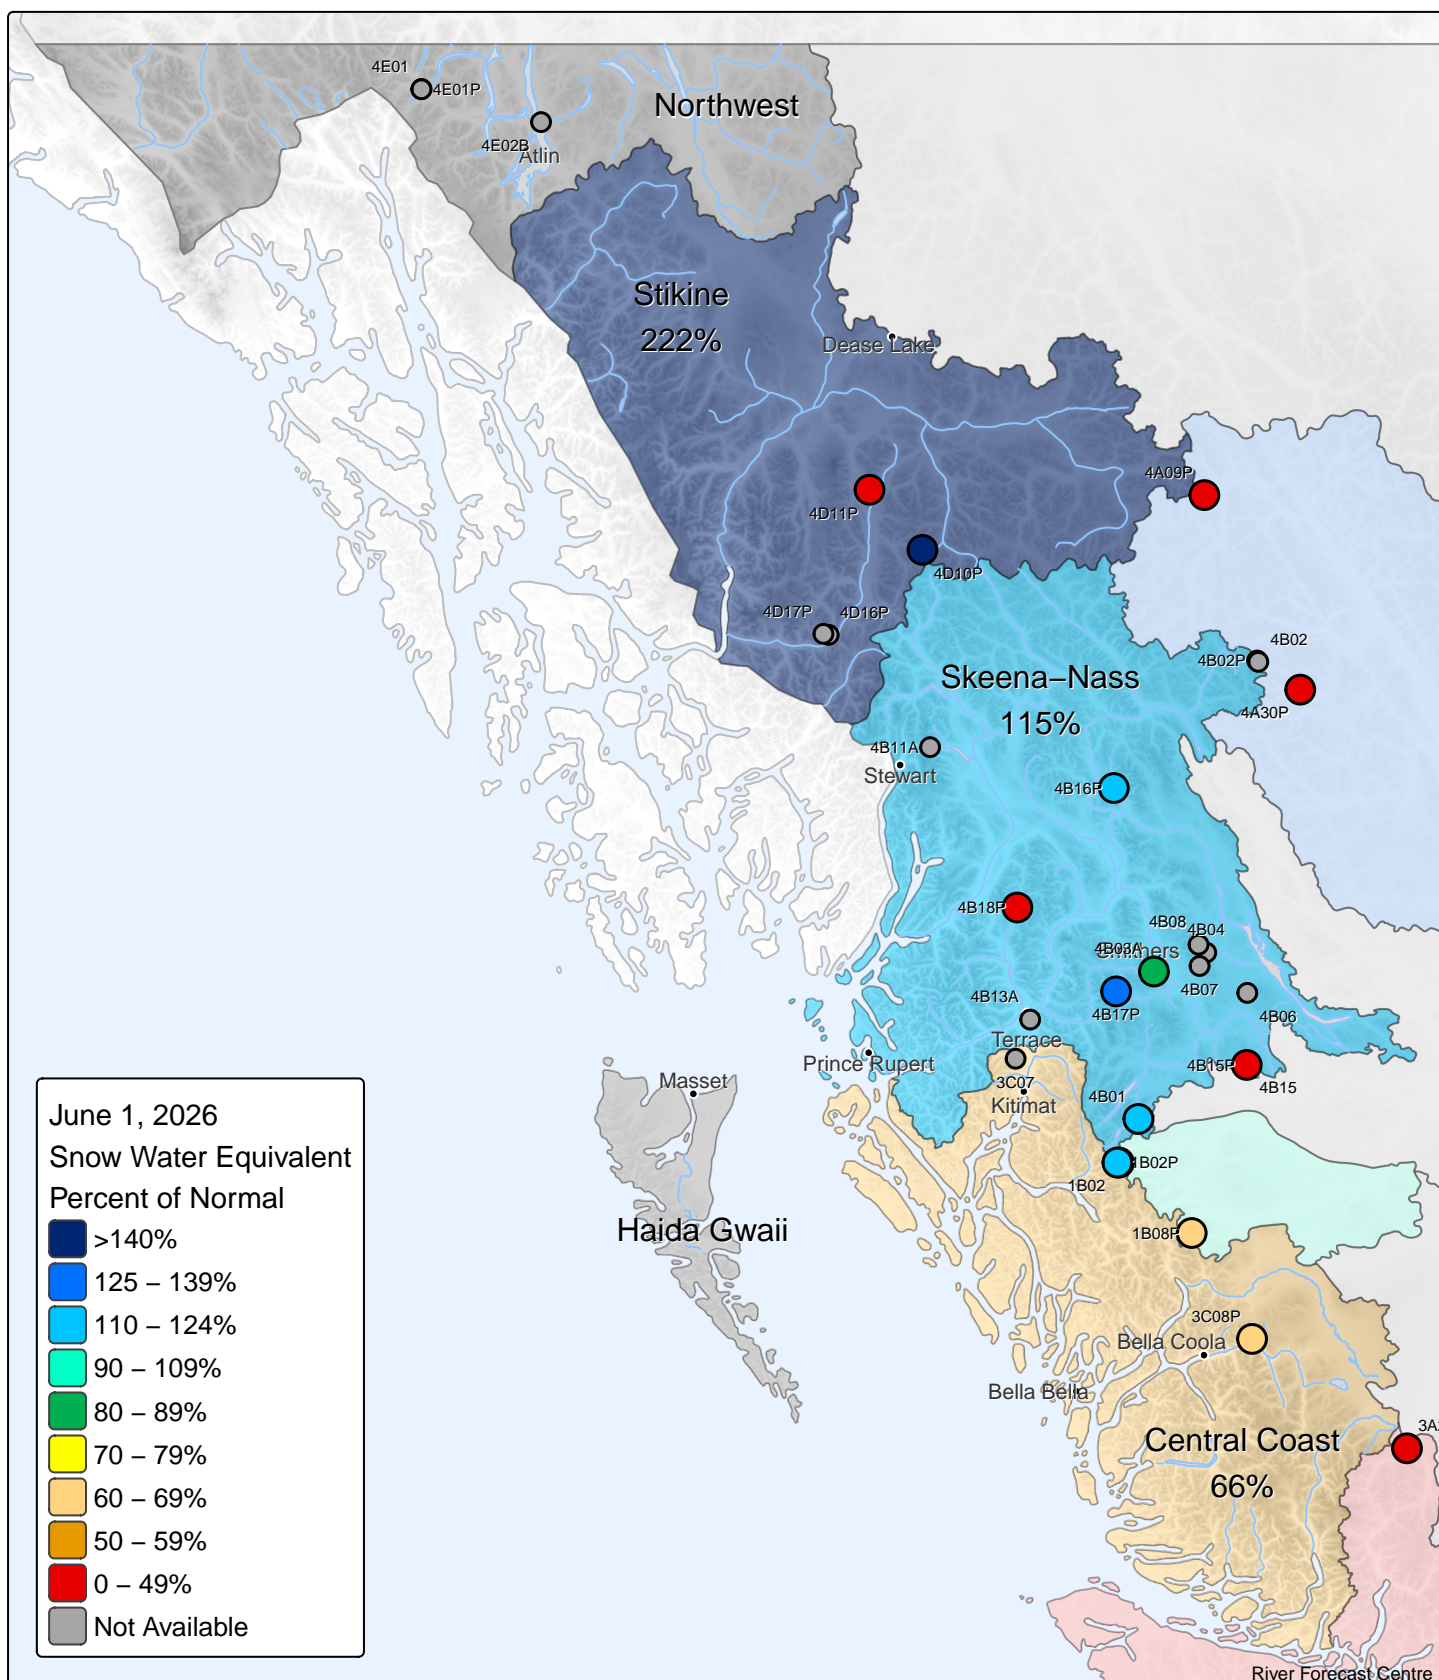 4E01
4E01P
Northwest
4E02B
Atlin
Stikine
222%
Dease Lake
4A09P
4D11P
4D10P
4D17P
4D16P
4B02
4B02P
Skeena–Nass
4A30P
115%
4B11A
Stewart
4B16P
4B18P
4B08
4B04
4B03A
4B07
4B13A
4B17P
4B06
Terrace
Prince Rupert
4B15P
4B15
Masset
3C07
Kitimat
4B01
1B02P
1B02
Haida Gwaii
1B08P
3C08P
Bella Coola
Bella Bella
Central Coast
66%
June 1, 2026
Snow Water Equivalent
Percent of Normal
>140%
125 – 139%
110 – 124%
90 – 109%
80 – 89%
70 – 79%
60 – 69%
50 – 59%
0 – 49%
Not Available
River Forecast Centre